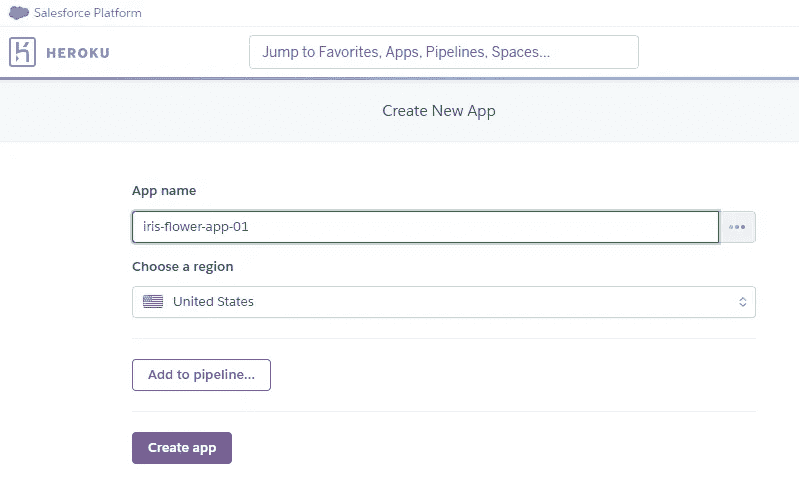 Salesforce Platform
HEROKU
Jump to Favorites, Apps, Pipelines, Spaces...
Create New App
App name
iris-flower-app-01
Choose a region
United States
Add to pipeline...
Create app